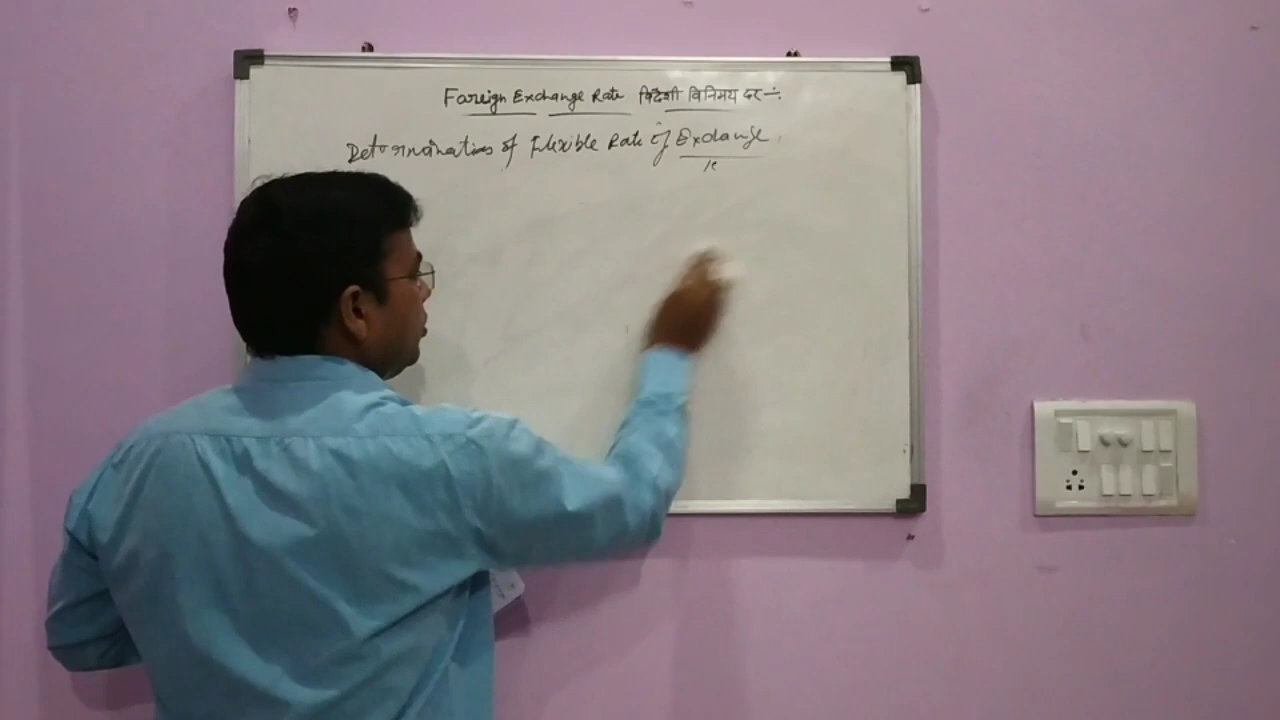 Foreign Exchange Rate विदेशी विनिमय दर ÷
Determination of Flexible Rate of Exchange